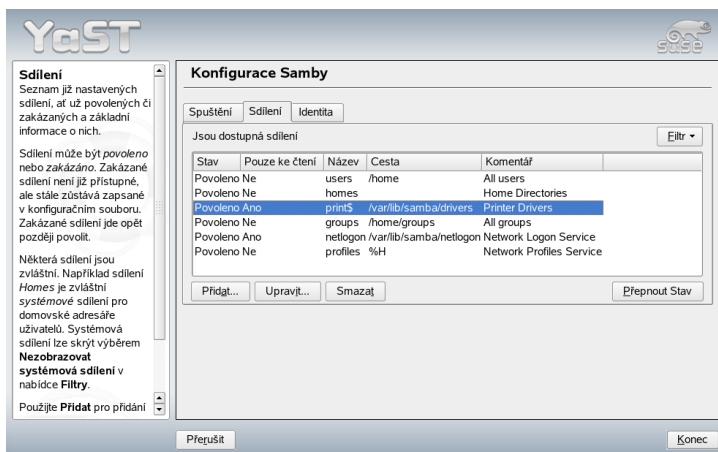 YaST
SUSE
Sdílení
Seznam již nastavených
sdílení, ať už povolených či
zakázaných a základní
informace o nich.
Sdílení může být povoleno
nebo zakázáno. Zakázané
sdílení není již přístupné,
ale stále zůstává zapsané
v konfiguračním souboru.
Zakázané sdílení jde opět
později povolit.
Některá sdílení jsou
zvláštní. Například sdílení
Homes je zvláštní
systémové sdílení pro
domovské adresáře
uživatelů. Systémová
sdílení lze skrýt výběrem
Nezobrazovat
systémová sdílení v
nabídce Filtry.
Použijte Přidat pro přidání
Konfigurace Samby
Spuštění Sdílení Identita
Jsou dostupná sdílení Filtr
Stav Pouze ke čtení Název Cesta Komentář
Povoleno Ne users /home All users
Povoleno Ne homes Home Directories
Povoleno Ano print$ /var/lib/samba/drivers Printer Drivers
Povoleno Ne groups /home/groups All groups
Povoleno Ano netlogon /var/lib/samba/netlogon Network Logon Service
Povoleno Ne profiles %H Network Profiles Service
Přidat... Upravit... Smazat Přepnout Stav
Přerušit Konec